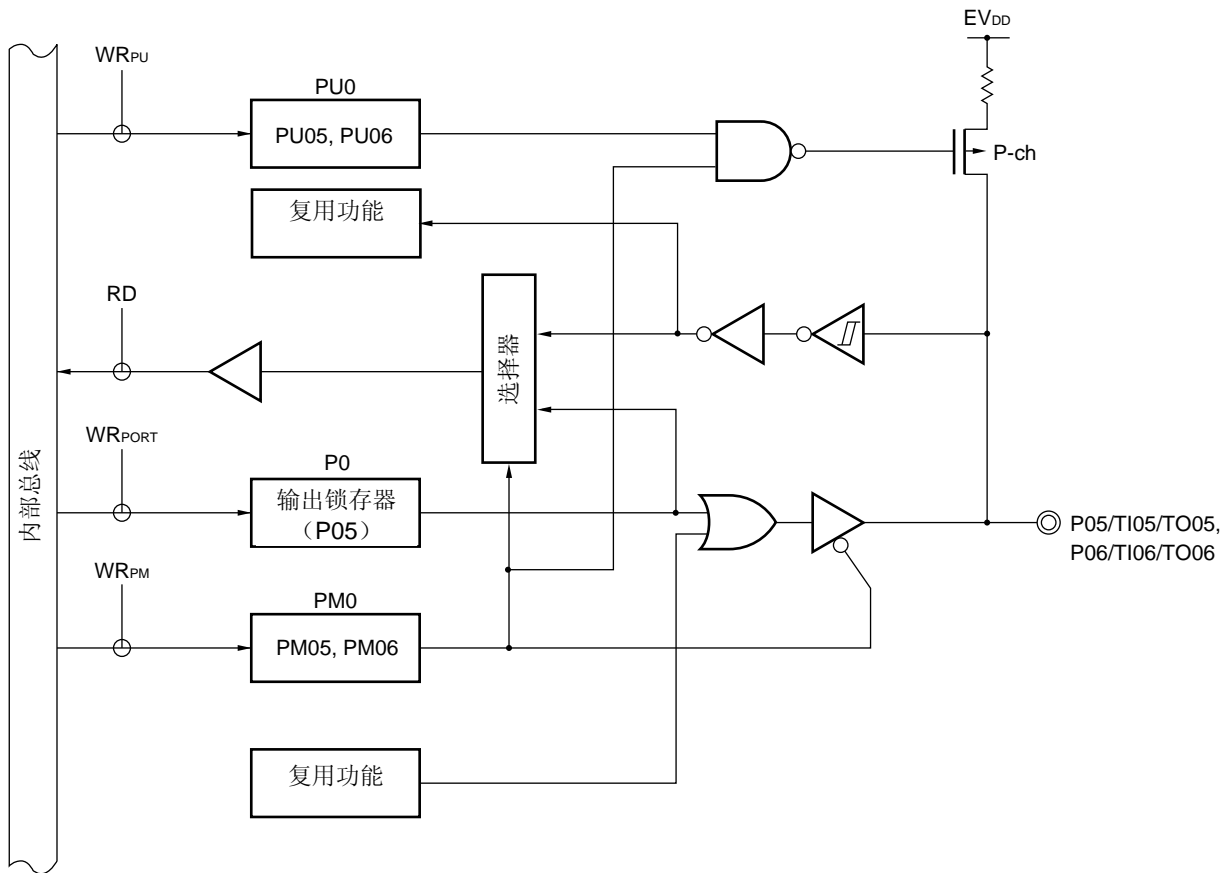 EVDD
WRPU
PU0
PU05, PU06
P-ch
复用功能
RD
选择器
内部总线
WRPORT
P0
输出锁存器
（P05）
P05/TI05/TO05,
P06/TI06/TO06
WRPM
PM0
PM05, PM06
复用功能